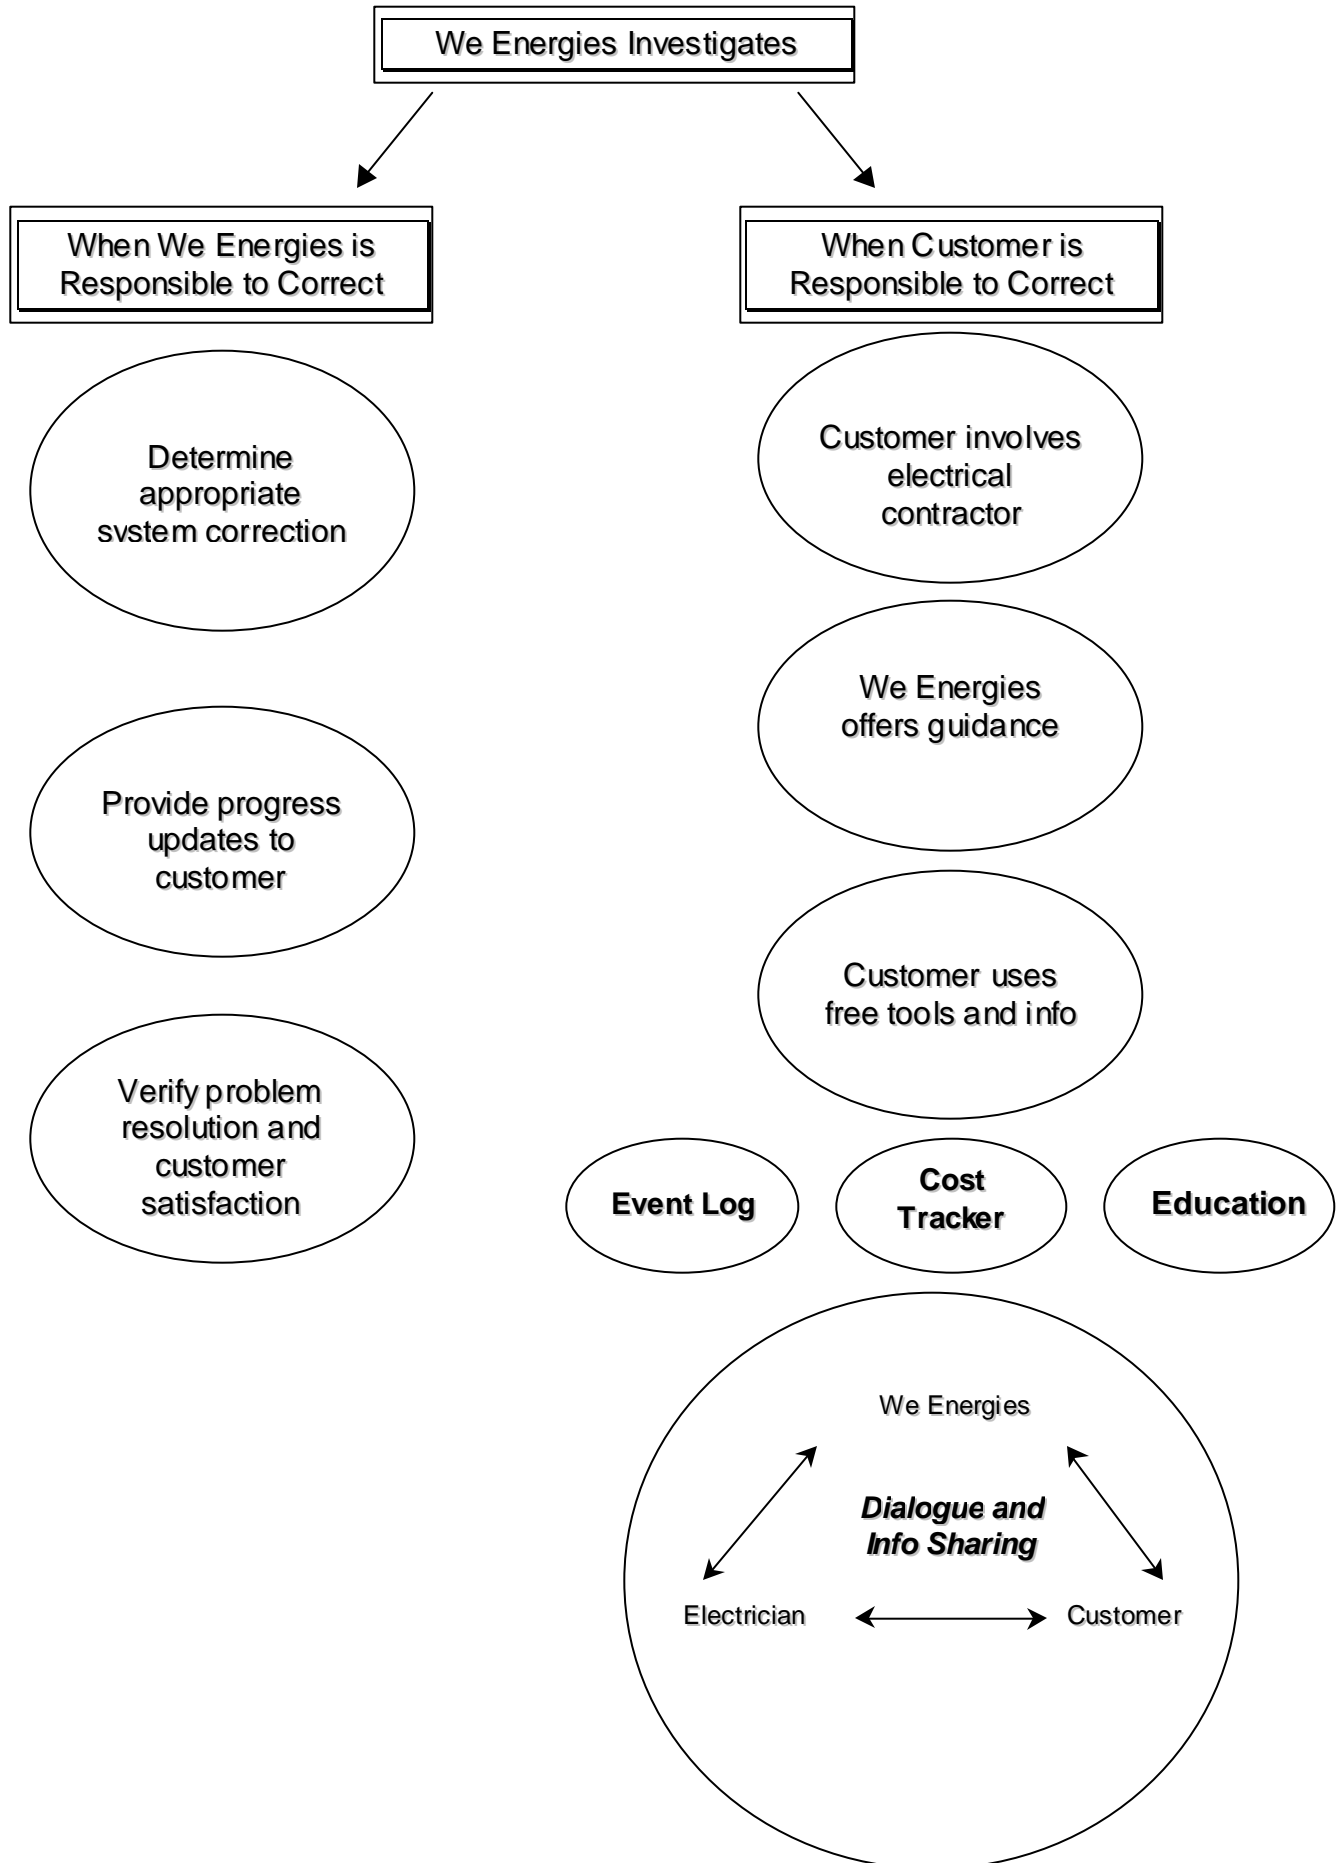 We Energies Investigates
When We Energies is
Responsible to Correct
Determine
appropriate
system correction
Provide progress
updates to
customer
Verify problem
resolution and
customer
satisfaction
When Customer is
Responsible to Correct
Customer involves
electrical
contractor
We Energies
offers guidance
Customer uses
free tools and info
Event Log
Cost
Tracker
Education
We Energies
Dialogue and
Info Sharing
Electrician
Customer